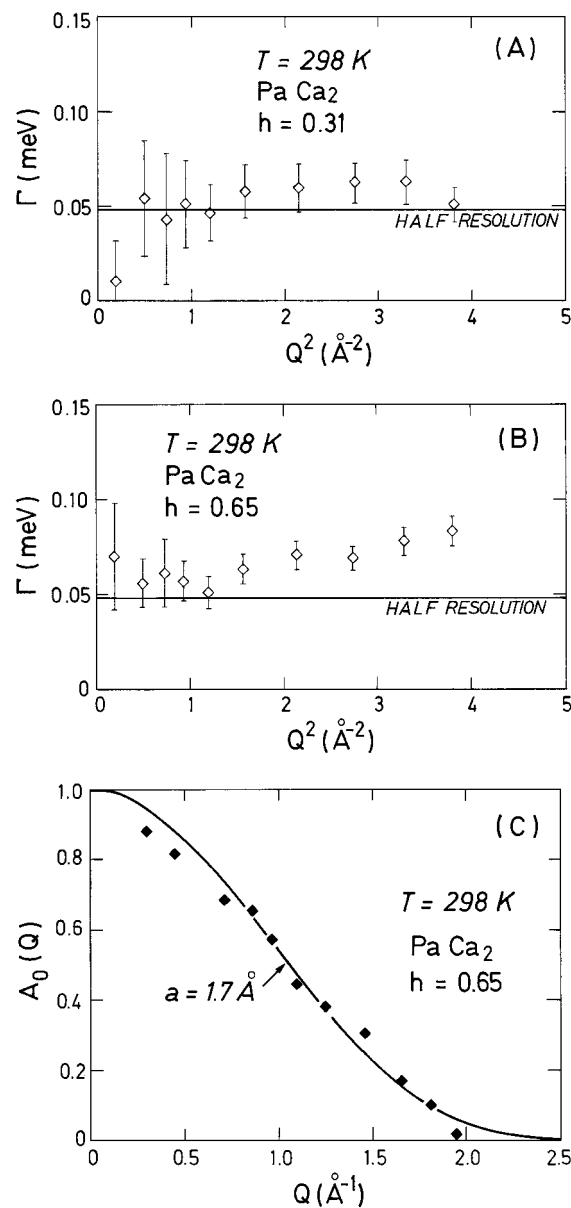 0.15
(A)
T = 298 K
Pa Ca₂
h = 0.31
0.10
Γ (meV)
0.05
HALF RESOLUTION
0
0 1 2 3 4 5
Q² (Å⁻²)
0.15
(B)
T = 298 K
Pa Ca₂
h = 0.65
0.10
Γ (meV)
0.05
HALF RESOLUTION
0
0 1 2 3 4 5
Q² (Å⁻²)
1.0
(C)
0.8
T = 298 K
0.6
Pa Ca₂
h = 0.65
A₀ (Q)
a = 1.7 Å
0.4
0.2
0
0 0.5 1.0 1.5 2.0 2.5
Q (Å⁻¹)